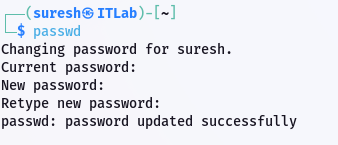 ┌──(suresh㉿ITLab)-[~]
└─$ passwd
Changing password for suresh.
Current password:
New password:
Retype new password:
passwd: password updated successfully